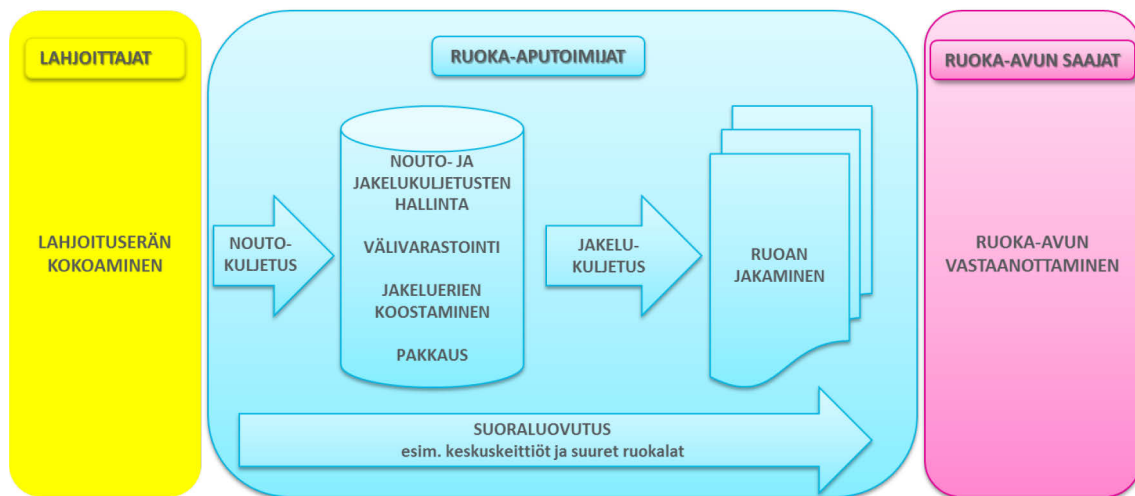 LAHJOITTAJAT
LAHJOITUSERÄN
KOKOAMINEN
RUOKA-APUTOIMIJAT
NOUTO-
KULJETUS
NOUTO- JA
JAKELUKULJETUSTEN
HALLINTA
VÄLIVARASTOINTI
JAKELUERIEN
KOOSTAMINEN
PAKKAUS
JAKELU-
KULJETUS
RUOAN
JAKAMINEN
SUORALUOVUTUS
esim. keskuskeittiöt ja suuret ruokalat
RUOKA-AVUN SAAJAT
RUOKA-AVUN
VASTAANOTTAMINEN